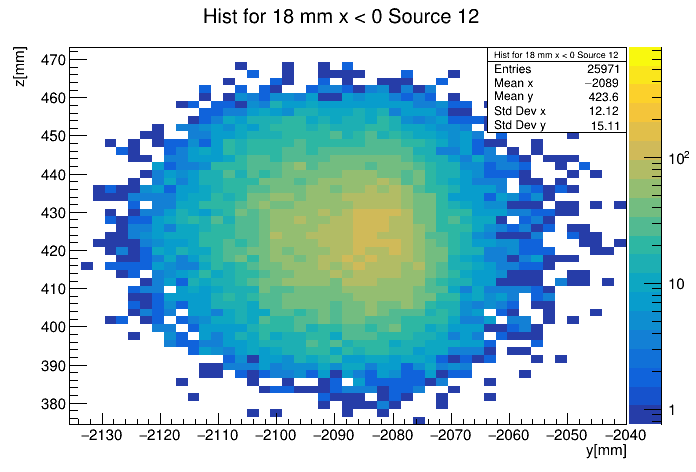 Hist for 18 mm x < 0 Source 12
z[mm]
470
460
450
440
430
420
410
400
390
380
−2130 −2120 −2110 −2100 −2090 −2080 −2070 −2060 −2050 −2040
y[mm]
Hist for 18 mm x < 0 Source 12
Entries 25971
Mean x −2089
Mean y 423.6
Std Dev x 12.12
Std Dev y 15.11
10²
10
1